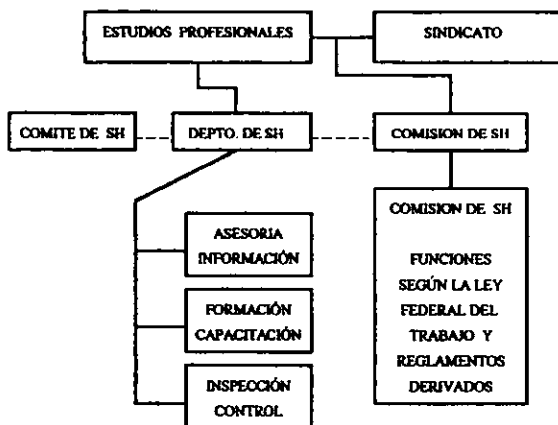 ESTUDIOS PROFESIONALES
SINDICATO
COMITE DE SH
DEPTO. DE SH
COMISION DE SH
ASESORIA
INFORMACIÓN
FORMACIÓN
CAPACITACIÓN
INSPECCIÓN
CONTROL
COMISION DE SH
FUNCIONES
SEGÚN LA LEY
FEDERAL DEL
TRABAJO Y
REGLAMENTOS
DERIVADOS